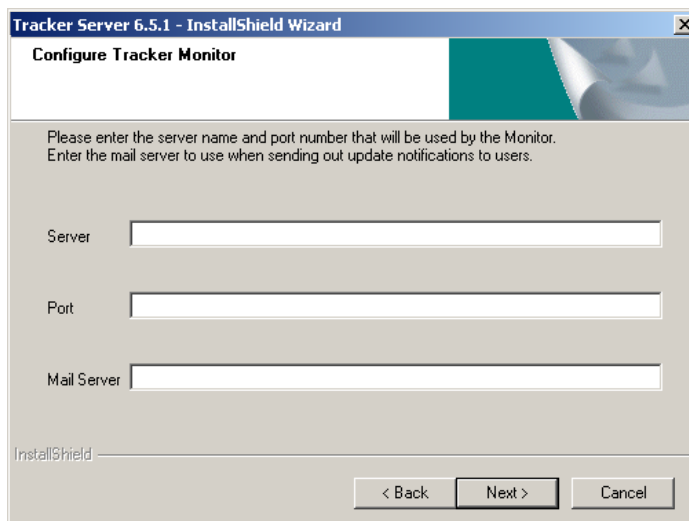 Tracker Server 6.5.1 - InstallShield Wizard
Configure Tracker Monitor
Please enter the server name and port number that will be used by the Monitor.
Enter the mail server to use when sending out update notifications to users.
Server
Port
Mail Server
InstallShield
< Back
Next >
Cancel